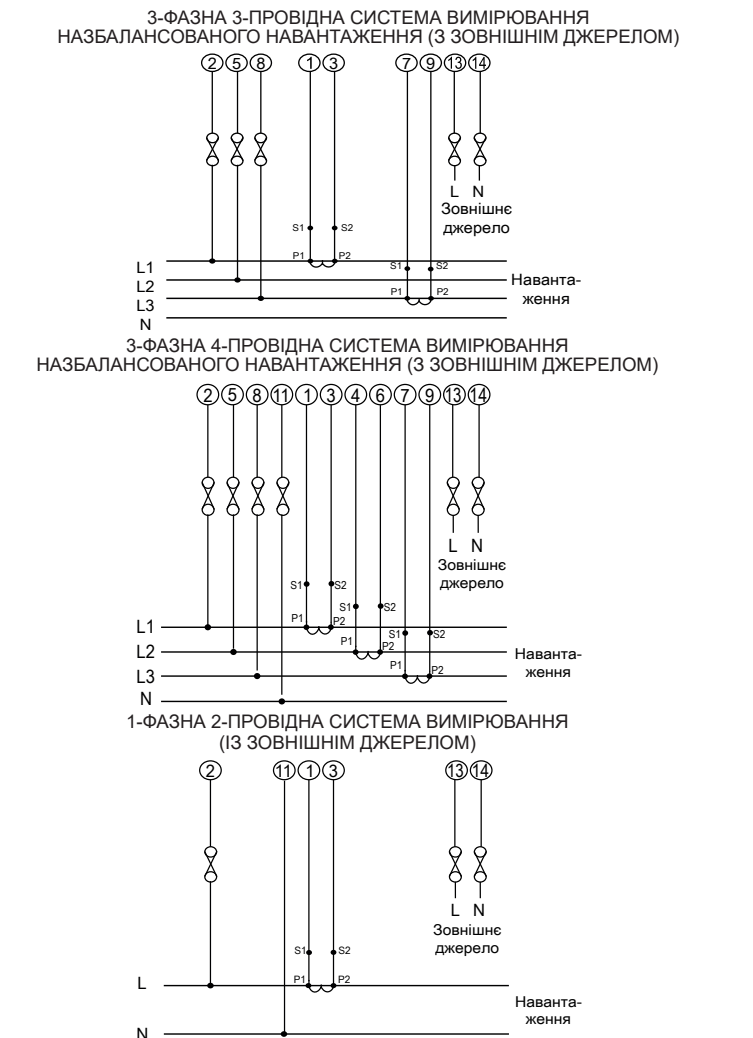 3-ФАЗНА 3-ПРОВІДНА СИСТЕМА ВИМІРЮВАННЯ
НАЗБАЛАНСОВАНОГО НАВАНТАЖЕННЯ (З ЗОВНІШНІМ ДЖЕРЕЛОМ)
2 5 8 1 3 7 9 13 14
L N
Зовнішнє
джерело
S1 S2
P1 P2
S1 S2
P1 P2
L1
L2
L3
N
Наванта-
ження
3-ФАЗНА 4-ПРОВІДНА СИСТЕМА ВИМІРЮВАННЯ
НАЗБАЛАНСОВАНОГО НАВАНТАЖЕННЯ (З ЗОВНІШНІМ ДЖЕРЕЛОМ)
2 5 8 11 1 3 4 6 7 9 13 14
L N
Зовнішнє
джерело
S1 S2
S1 S2
P1 P2
S1 S2
P1 P2
P1 P2
L1
L2
L3
N
Наванта-
ження
1-ФАЗНА 2-ПРОВІДНА СИСТЕМА ВИМІРЮВАННЯ
(ІЗ ЗОВНІШНІМ ДЖЕРЕЛОМ)
2 11 1 3 13 14
L N
Зовнішнє
джерело
S1 S2
P1 P2
L
N
Наванта-
ження